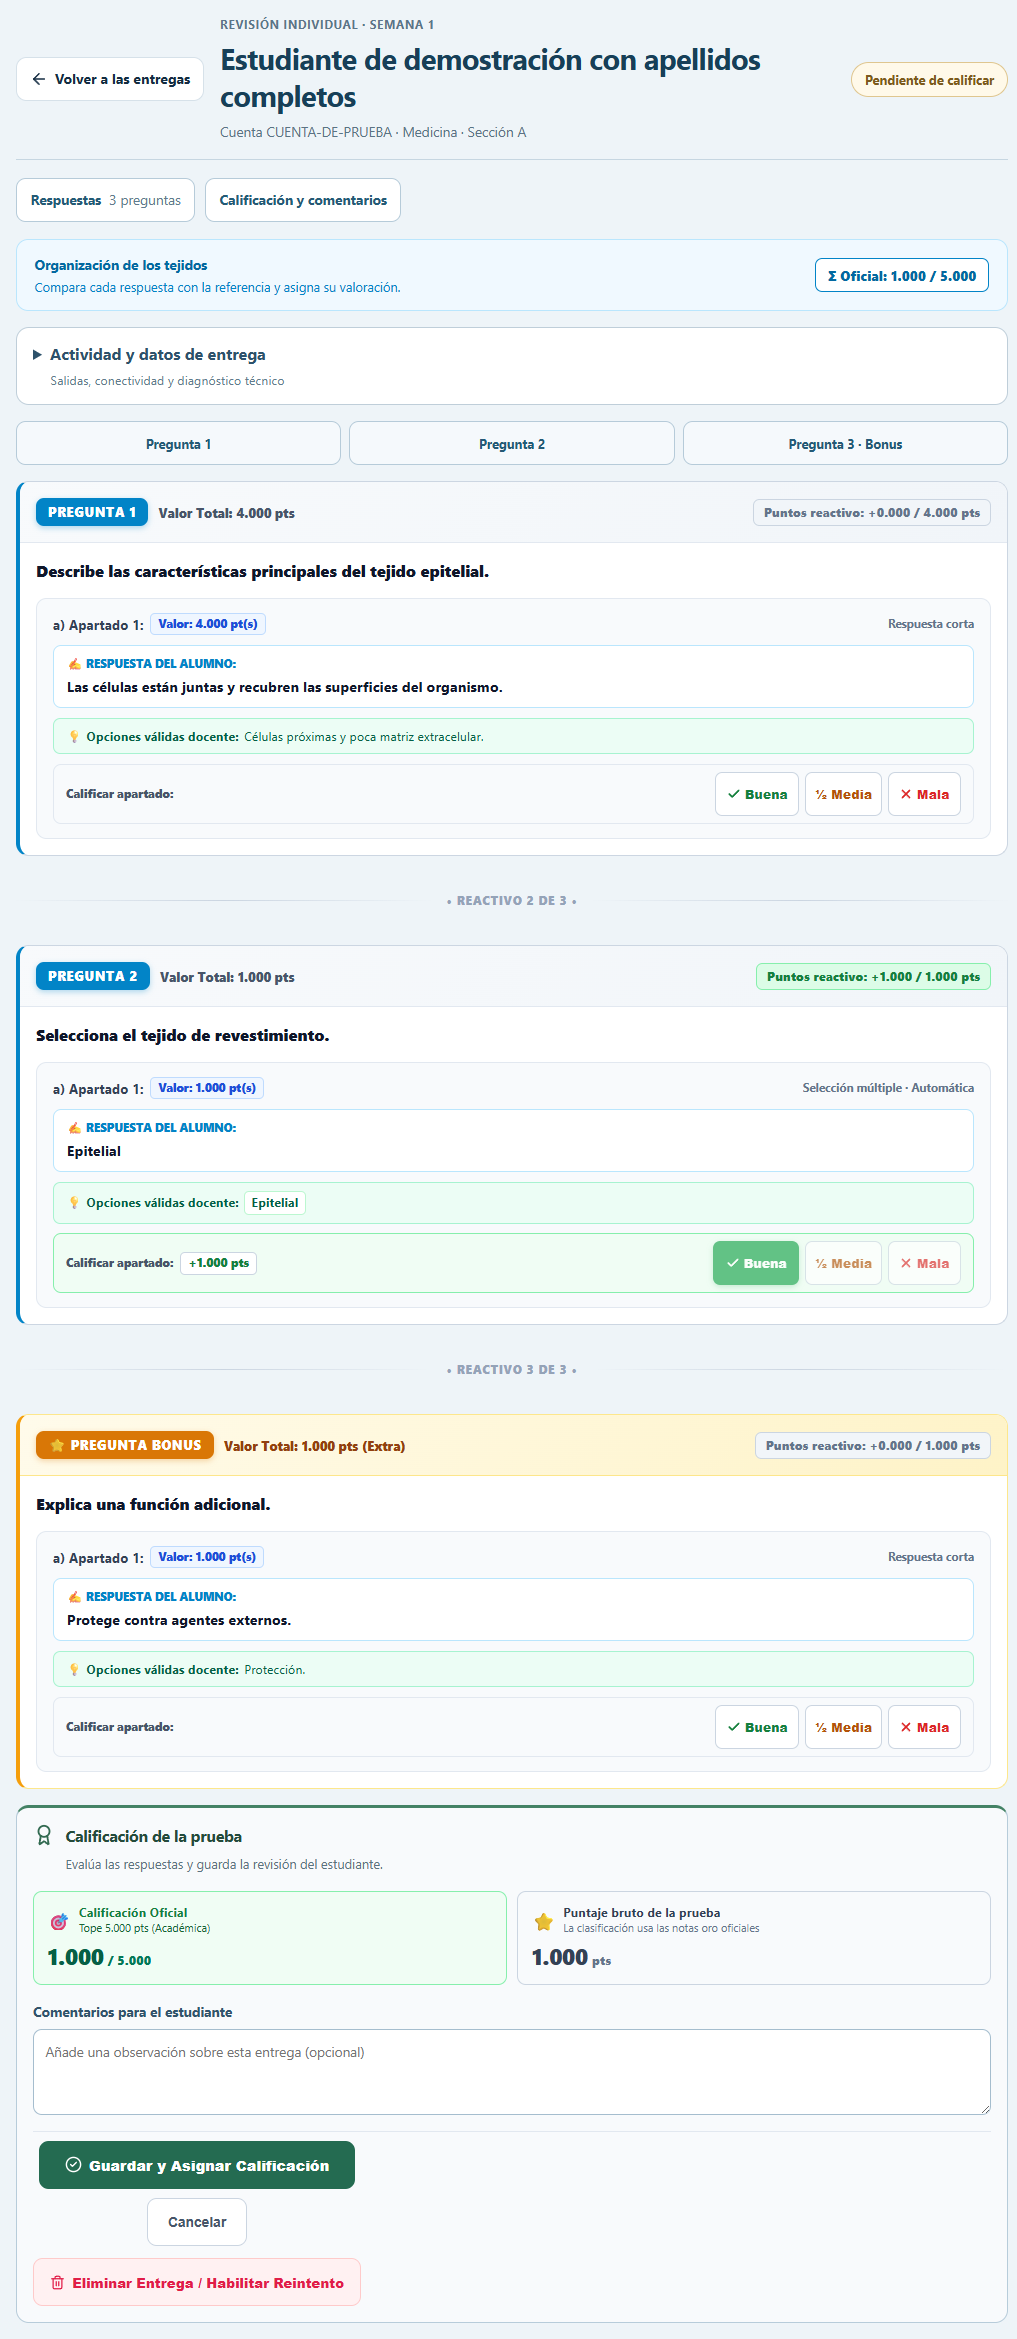 REVISIÓN INDIVIDUAL · SEMANA 1
Volver a las entregas
Estudiante de demostración con apellidos
completos
Pendiente de calificar
Cuenta CUENTA-DE-PRUEBA · Medicina · Sección A
Respuestas 3 preguntas
Calificación y comentarios
Organización de los tejidos
Compara cada respuesta con la referencia y asigna su valoración.
Σ Oficial: 1.000 / 5.000
Actividad y datos de entrega
Salidas, conectividad y diagnóstico técnico
Pregunta 1
Pregunta 2
Pregunta 3 · Bonus
PREGUNTA 1
Valor Total: 4.000 pts
Puntos reactivo: +0.000 / 4.000 pts
Describe las características principales del tejido epitelial.
a) Apartado 1: Valor: 4.000 pt(s)
Respuesta corta
✍ RESPUESTA DEL ALUMNO:
Las células están juntas y recubren las superficies del organismo.
💡 Opciones válidas docente: Células próximas y poca matriz extracelular.
Calificar apartado:
✓ Buena
½ Media
✕ Mala
• REACTIVO 2 DE 3 •
PREGUNTA 2
Valor Total: 1.000 pts
Puntos reactivo: +1.000 / 1.000 pts
Selecciona el tejido de revestimiento.
a) Apartado 1: Valor: 1.000 pt(s)
Selección múltiple · Automática
✍ RESPUESTA DEL ALUMNO:
Epitelial
💡 Opciones válidas docente: Epitelial
Calificar apartado: +1.000 pts
✓ Buena
½ Media
✕ Mala
• REACTIVO 3 DE 3 •
⭐ PREGUNTA BONUS
Valor Total: 1.000 pts (Extra)
Puntos reactivo: +0.000 / 1.000 pts
Explica una función adicional.
a) Apartado 1: Valor: 1.000 pt(s)
Respuesta corta
✍ RESPUESTA DEL ALUMNO:
Protege contra agentes externos.
💡 Opciones válidas docente: Protección.
Calificar apartado:
✓ Buena
½ Media
✕ Mala
Calificación de la prueba
Evalúa las respuestas y guarda la revisión del estudiante.
Calificación Oficial
Tope 5.000 pts (Académica)
1.000 / 5.000
Puntaje bruto de la prueba
La clasificación usa las notas oro oficiales
1.000 pts
Comentarios para el estudiante
Añade una observación sobre esta entrega (opcional)
Guardar y Asignar Calificación
Cancelar
Eliminar Entrega / Habilitar Reintento